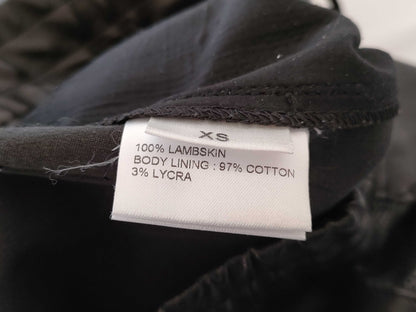 XS
100% LAMBSKIN
BODY LINING : 97% COTTON
3% LYCRA